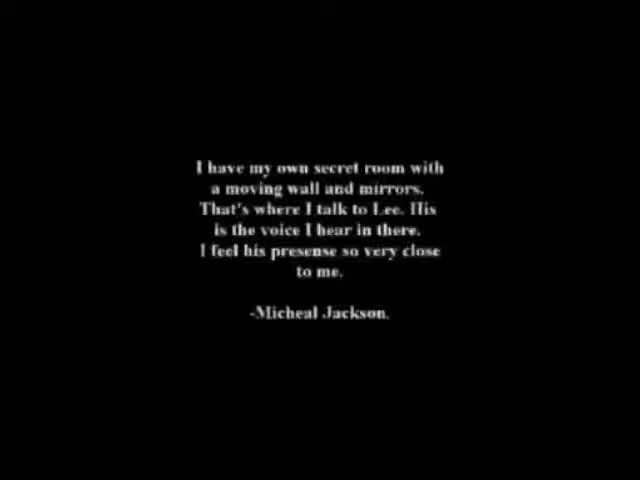 I have my own secret room with
a moving wall and mirrors.
That's where I talk to Lee. His
is the voice I hear in there.
I feel his presense so very close
to me.
-Micheal Jackson.